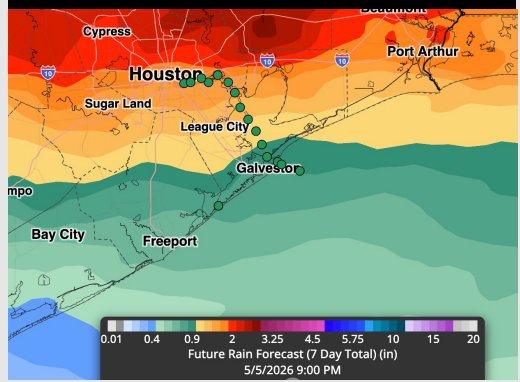 Beaumont
Cypress
Port Arthur
10
10
10
Houston
Sugar Land
League City
Galveston
mpo
Bay City
Freeport
0.01 0.4 0.9 2 3.25 4.5 5.75 10 15 20
Future Rain Forecast (7 Day Total) (in)
5/5/2026 9:00 PM